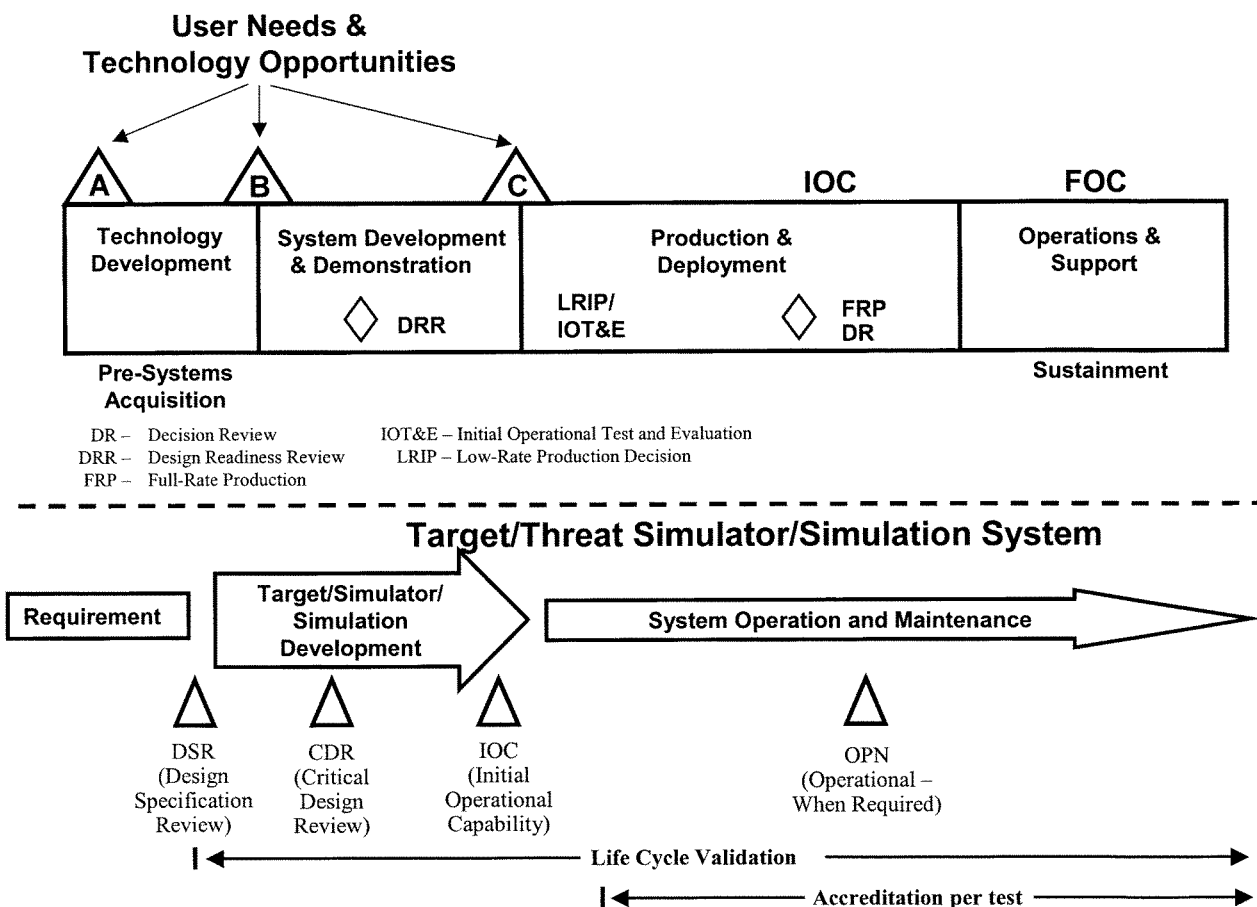 User Needs &
Technology Opportunities
A
B
C
IOC
FOC
Technology
Development
System Development
& Demonstration
Production &
Deployment
Operations &
Support
DRR
LRIP/
IOT&E
FRP
DR
Pre-Systems
Acquisition
Sustainment
DR – Decision Review
DRR – Design Readiness Review
FRP – Full-Rate Production
IOT&E – Initial Operational Test and Evaluation
LRIP – Low-Rate Production Decision
Target/Threat Simulator/Simulation System
Requirement
Target/Simulator/
Simulation
Development
System Operation and Maintenance
DSR
(Design
Specification
Review)
CDR
(Critical
Design
Review)
IOC
(Initial
Operational
Capability)
OPN
(Operational –
When Required)
Life Cycle Validation
Accreditation per test